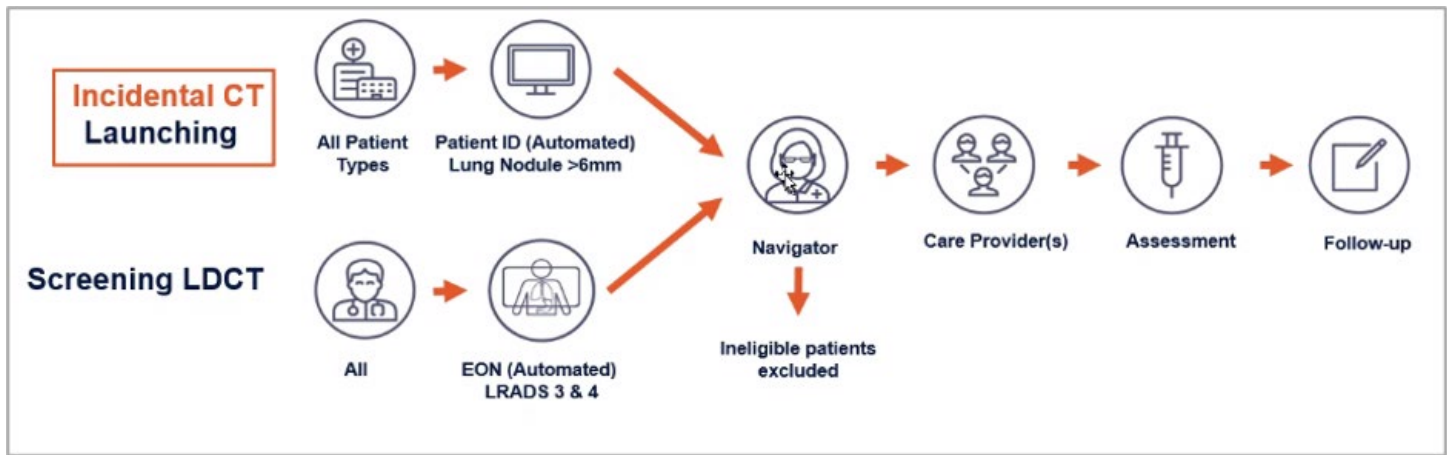 Incidental CT
Launching
All Patient
Types
Patient ID (Automated)
Lung Nodule >6mm
Screening LDCT
All
EON (Automated)
LRADS 3 & 4
Navigator
Ineligible patients
excluded
Care Provider(s)
Assessment
Follow-up